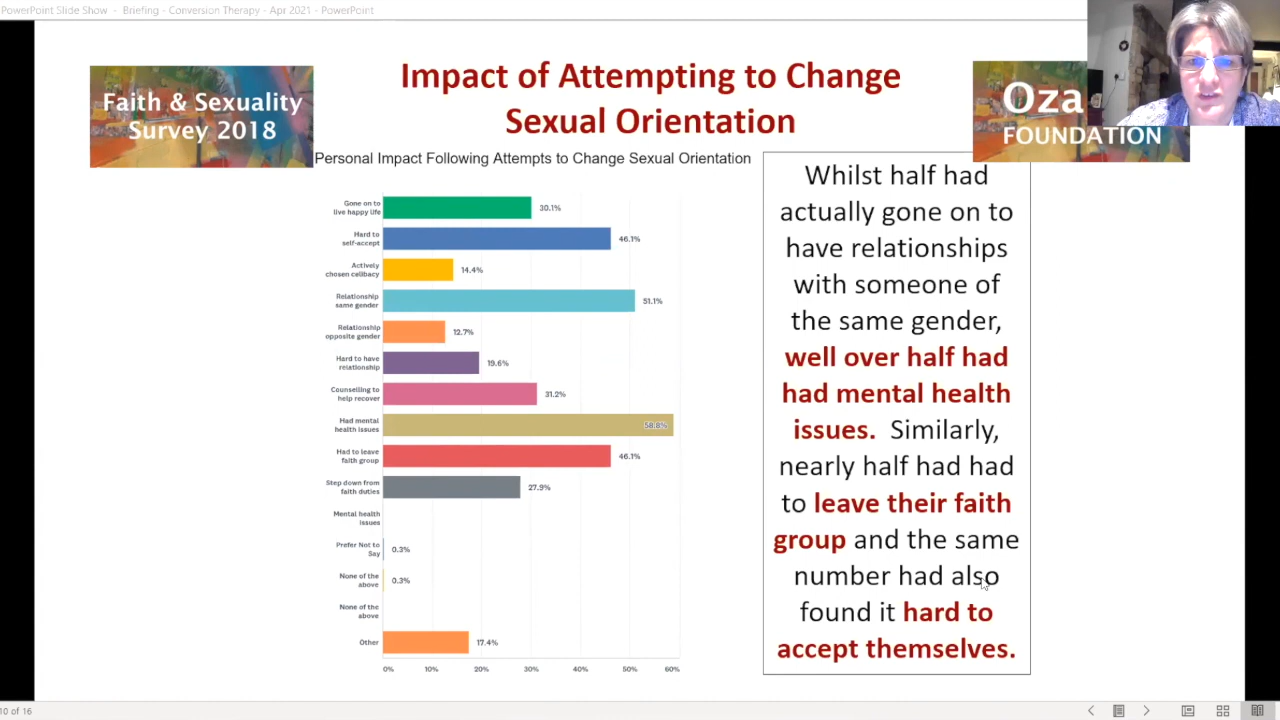 PowerPoint Slide Show - Briefing - Conversion Therapy - Apr 2021 - PowerPoint
Impact of Attempting to Change
Sexual Orientation
Faith & Sexuality
Survey 2018
Oza
FOUNDATION
Personal Impact Following Attempts to Change Sexual Orientation
Gone on to
live happy life
30.1%
Hard to
self-accept
46.1%
Actively
chosen celibacy
14.4%
Relationship
same gender
51.1%
Relationship
opposite gender
12.7%
Hard to have
relationship
19.6%
Counselling to
help recover
31.2%
Had mental
health issues
58.8%
Had to leave
faith group
46.1%
Step down from
faith duties
27.9%
Mental health
issues
Prefer Not to
Say
0.3%
None of the
above
0.3%
None of the
above
Other
17.4%
0% 10% 20% 30% 40% 50% 60%
Whilst half had
actually gone on to
have relationships
with someone of
the same gender,
well over half had
had mental health
issues. Similarly,
nearly half had had
to leave their faith
group and the same
number had also
found it hard to
accept themselves.
10 of 16